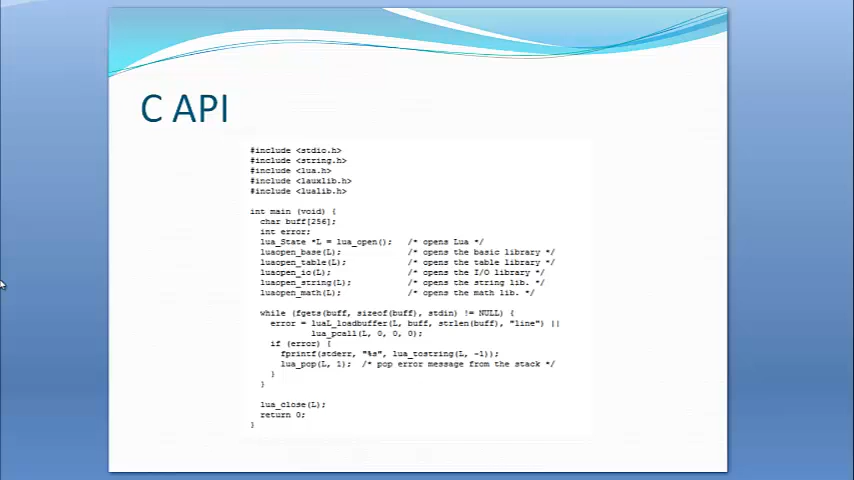 C API
#include <stdio.h>
#include <string.h>
#include <lua.h>
#include <lauxlib.h>
#include <lualib.h>
int main (void) {
char buff[256];
int error;
lua_State *L = lua_open();   /* opens Lua */
luaopen_base(L);             /* opens the basic library */
luaopen_table(L);            /* opens the table library */
luaopen_io(L);               /* opens the I/O library */
luaopen_string(L);           /* opens the string lib. */
luaopen_math(L);             /* opens the math lib. */
while (fgets(buff, sizeof(buff), stdin) != NULL) {
error = luaL_loadbuffer(L, buff, strlen(buff), "line") ||
lua_pcall(L, 0, 0, 0);
if (error) {
fprintf(stderr, "%s", lua_tostring(L, -1));
lua_pop(L, 1);  /* pop error message from the stack */
}
}
lua_close(L);
return 0;
}